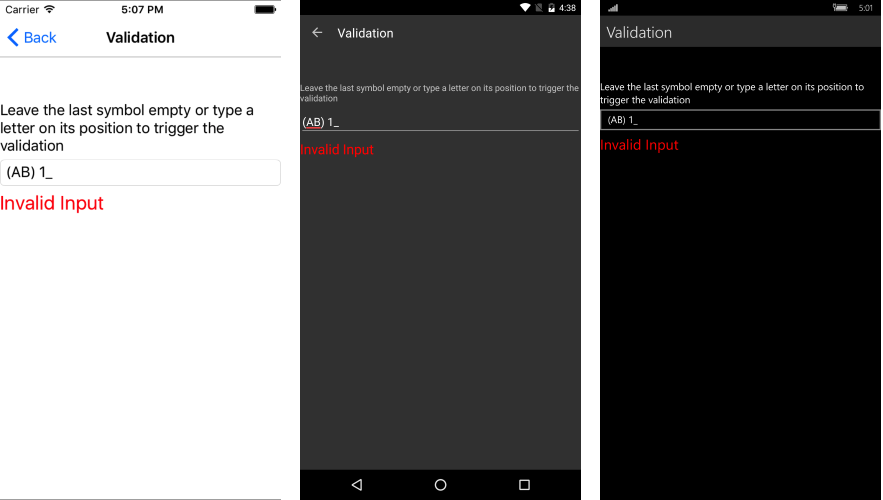 Carrier 5:07 PM
Back Validation
Leave the last symbol empty or type a
letter on its position to trigger the
validation
(AB) 1_
Invalid Input
4:38
Validation
Leave the last symbol empty or type a letter on its position to trigger the
validation
(AB) 1_
Invalid Input
5:01
Validation
Leave the last symbol empty or type a letter on its position to
trigger the validation
(AB) 1_
Invalid Input